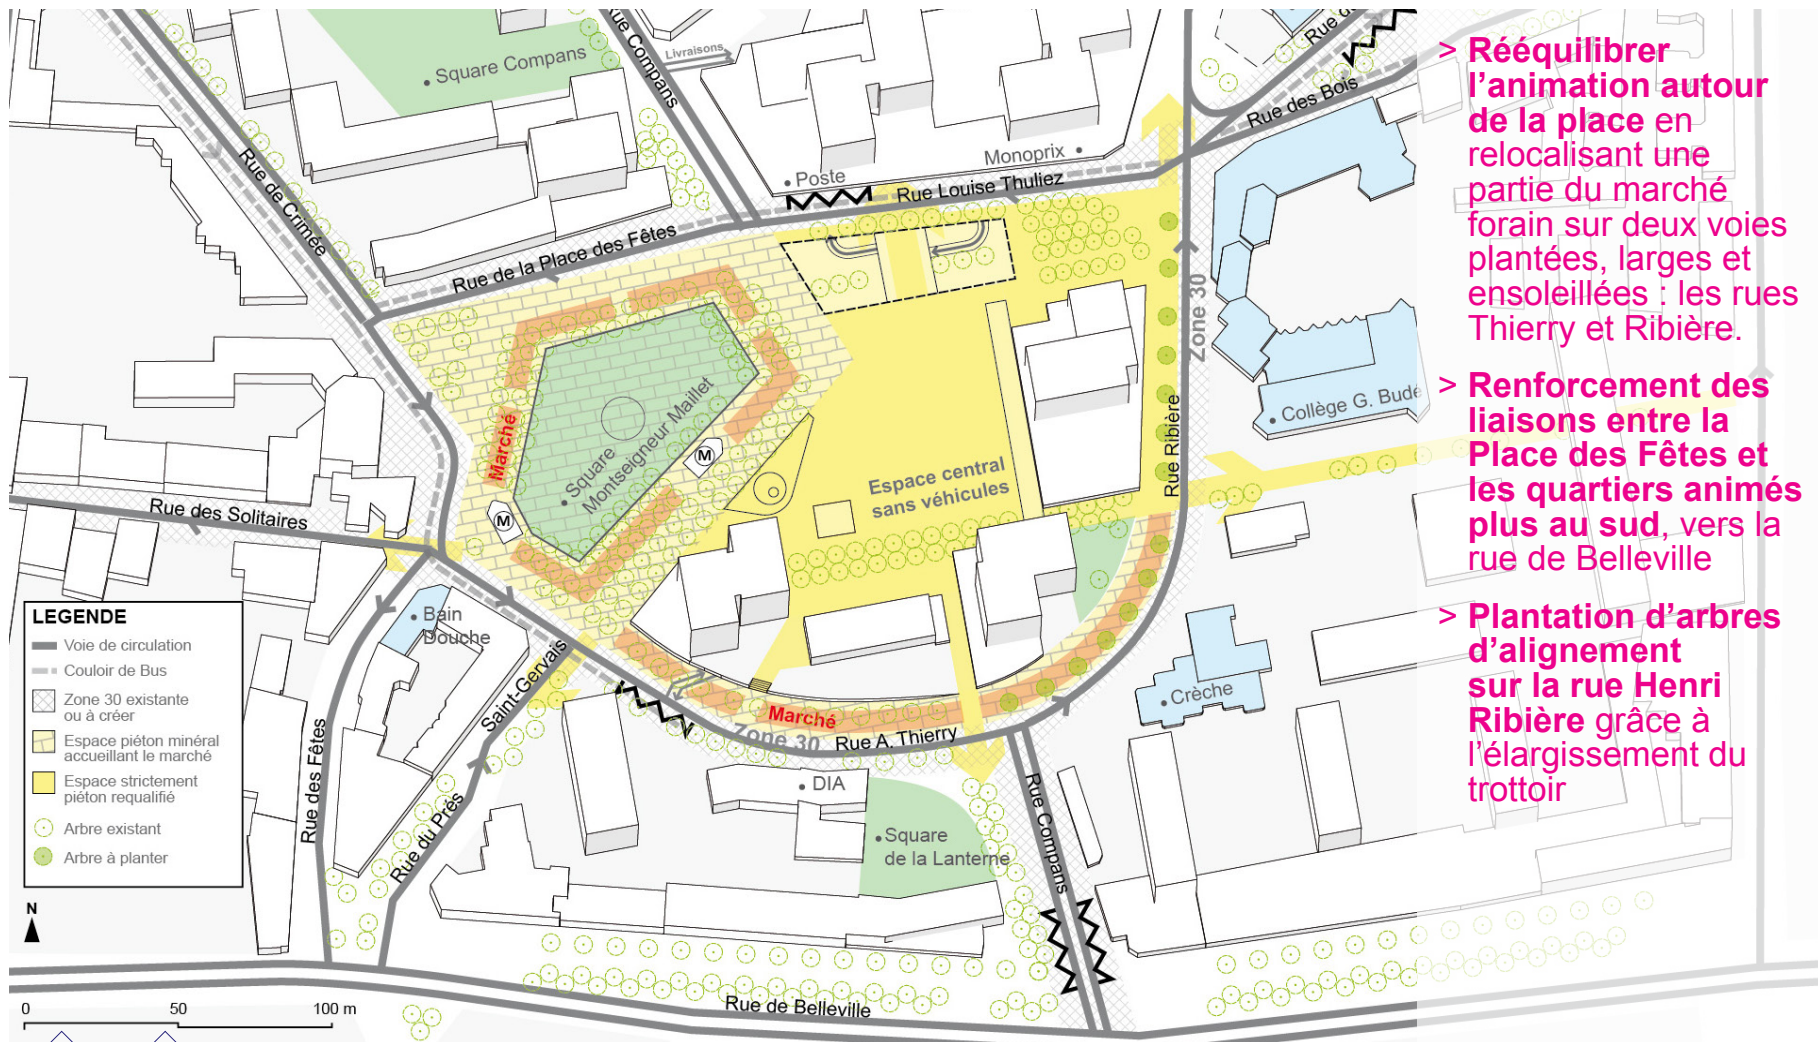 Square Compans
Rue Compans
Livraisons
Rue de Crimée
Poste
Monoprix
Rue Louise Thuliez
Rue des Bois
Rue de la Place des Fêtes
Zone 30
Collège G. Budé
Rue Ribière
Marché
Square
Montseigneur Maillet
M
M
Espace central
sans véhicules
Rue des Solitaires
Bain
Douche
Saint-Gervais
Rue du Prés
Rue des Fêtes
Marché
Zone 30
Rue A. Thierry
Crèche
DIA
Square
de la Lanterne
Rue Compans
Rue de Belleville
LEGENDE
Voie de circulation
Couloir de Bus
Zone 30 existante
ou à créer
Espace piéton minéral
accueillant le marché
Espace strictement
piéton requalifié
Arbre existant
Arbre à planter
N
0 50 100 m
> Rééquilibrer
l'animation autour
de la place en
relocalisant une
partie du marché
forain sur deux voies
plantées, larges et
ensoleillées : les rues
Thierry et Ribière.
> Renforcement des
liaisons entre la
Place des Fêtes et
les quartiers animés
plus au sud, vers la
rue de Belleville
> Plantation d'arbres
d'alignement
sur la rue Henri
Ribière grâce à
l'élargissement du
trottoir